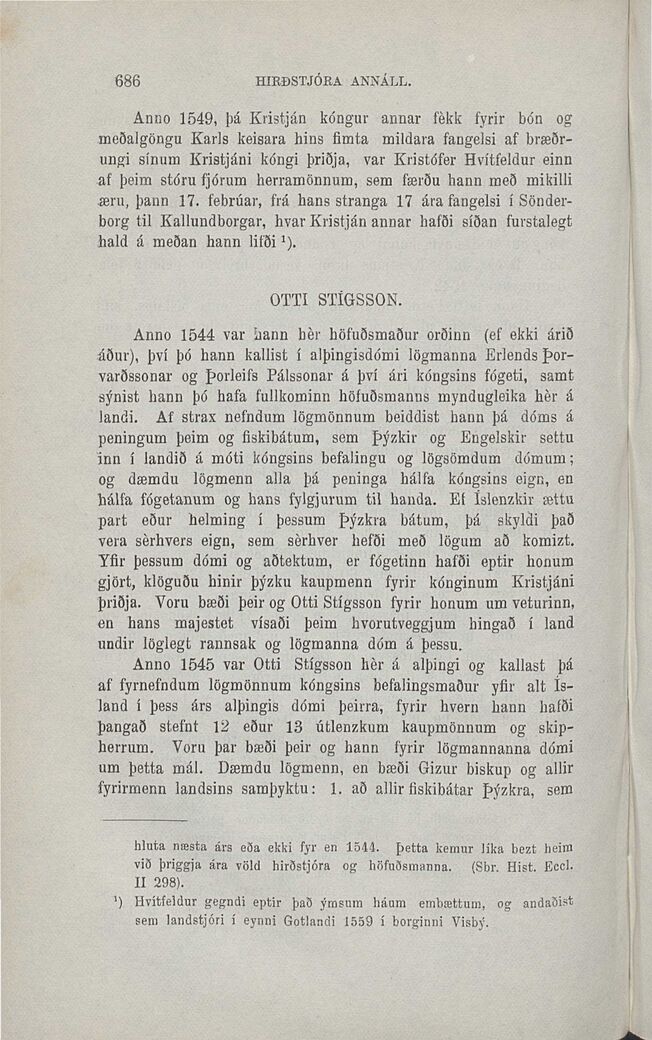 686
HIRÐSTJÓRA ANNÁLL.
Anno 1549, þá Kristján kóngur annar fèkk fyrir bón og
meðalgöngu Karls keisara hins fimta mildara fangelsi af bræðr-
ungi sínum Kristjáni kóngi þriðja, var Kristófer Hvítfeldur einn
af þeim stóru fjórum herramönnum, sem færðu hann með mikilli
æru, þann 17. febrúar, frá hans stranga 17 ára fangelsi í Sönder-
borg til Kallundborgar, hvar Kristján annar hafði síðan furstalegt
hald á meðan hann lifði ¹).
OTTI STÍGSSON.
Anno 1544 var hann hèr höfuðsmaður orðinn (ef ekki árið
áður), því þó hann kallist í alþingisdómi lögmanna Erlends Þor-
varðssonar og Þorleifs Pálssonar á því ári kóngsins fógeti, samt
sýnist hann þó hafa fullkominn höfuðsmanns myndugleika hèr á
landi. Af strax nefndum lögmönnum beiddist hann þá dóms á
peningum þeim og fiskibátum, sem Þýzkir og Engelskir settu
inn í landið á móti kóngsins befalingu og lögsömdum dómum;
og dæmdu lögmenn alla þá peninga hálfa kóngsins eign, en
hálfa fógetanum og hans fylgjurum til handa. Ef Íslenzkir ættu
part eður helming í þessum Þýzkra bátum, þá skyldi það
vera sèrhvers eign, sem sèrhver hefði með lögum að komizt.
Yfir þessum dómi og aðtektum, er fógetinn hafði eptir honum
gjört, klöguðu hinir þýzku kaupmenn fyrir kónginum Kristjáni
þriðja. Voru bæði þeir og Otti Stígsson fyrir honum um veturinn,
en hans majestet vísaði þeim hvorutveggjum hingað í land
undir löglegt rannsak og lögmanna dóm á þessu.
Anno 1545 var Otti Stígsson hèr á alþingi og kallast þá
af fyrnefndum lögmönnum kóngsins befalingsmaður yfir alt Ís-
land í þess árs alþingis dómi þeirra, fyrir hvern hann hafði
þangað stefnt 12 eður 13 útlenzkum kaupmönnum og skip-
herrum. Voru þar bæði þeir og hann fyrir lögmannanna dómi
um þetta mál. Dæmdu lögmenn, en bæði Gizur biskup og allir
fyrirmenn landsins samþyktu: 1. að allir fiskibátar Þýzkra, sem
hluta næsta árs eða ekki fyr en 1544. Þetta kemur líka bezt heim
við þriggja ára völd hirðstjóra og höfuðsmanna. (Sbr. Hist. Eccl.
II 298).
¹) Hvítfeldur gegndi eptir það ýmsum háum embættum, og andaðist
sem landstjóri í eynni Gotlandi 1559 í borginni Visbý.